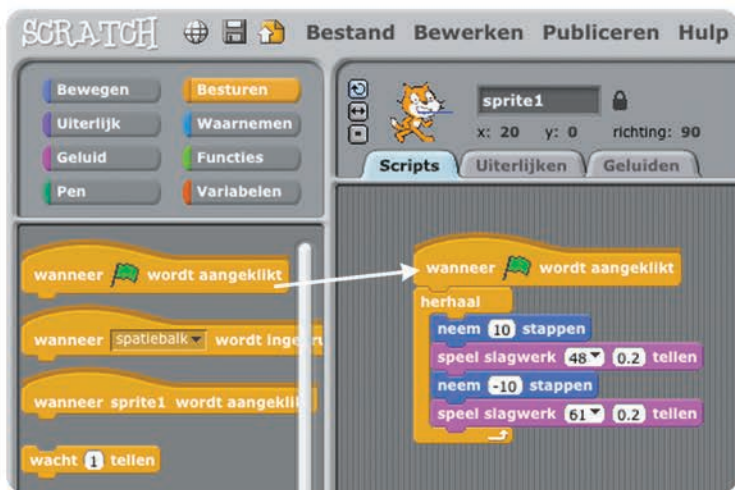 SCRATCH Bestand Bewerken Publiceren Hulp
Bewegen Besturen
Uiterlijk Waarnemen
Geluid Functies
Pen Variabelen
sprite1
x: 20 y: 0 richting: 90
Scripts Uiterlijken Geluiden
wanneer wordt aangeklikt
wanneer spatiebalk wordt
wanneer sprite1 wordt
wacht 1 tellen
wanneer wordt aangeklikt
herhaal
neem 10 stappen
speel slagwerk 48 0.2 tellen
neem -10 stappen
speel slagwerk 61 0.2 tellen